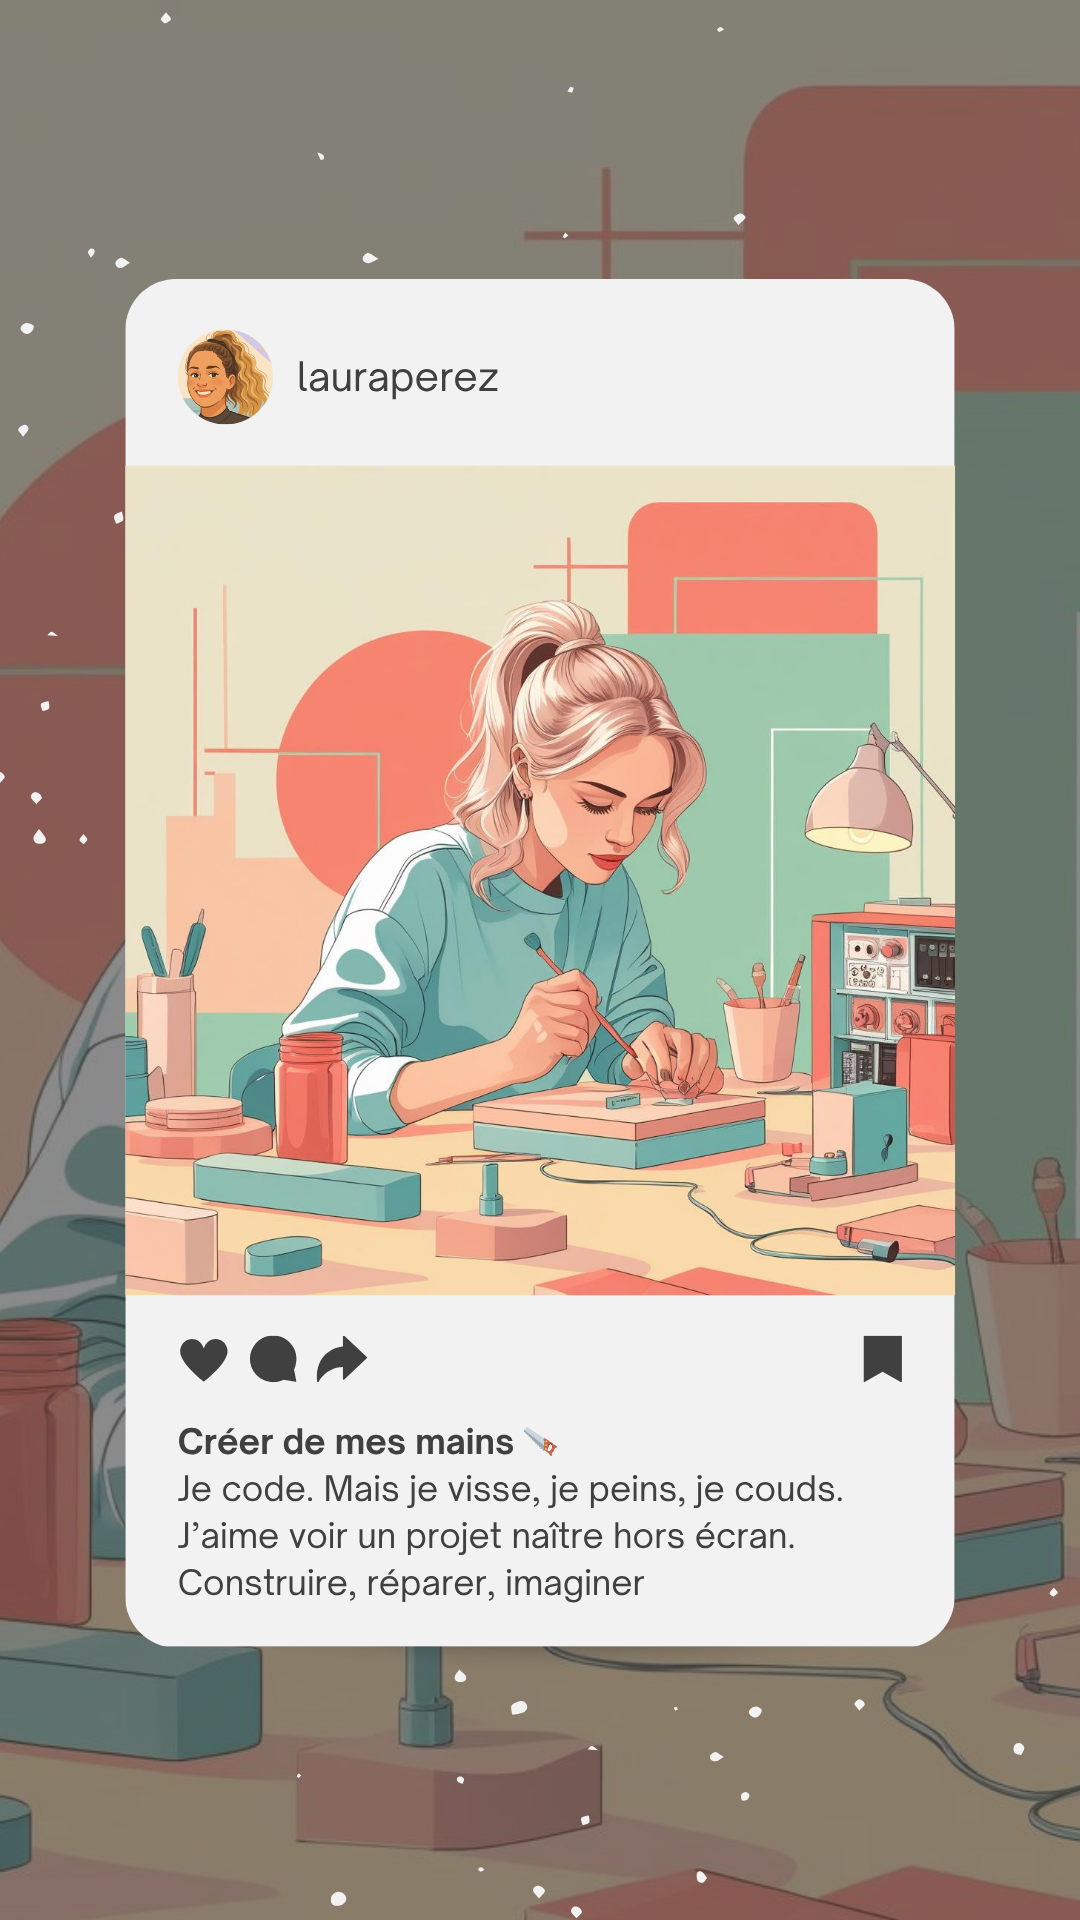 lauraperez
Créer de mes mains 🪚
Je code. Mais je visse, je peins, je couds.
J’aime voir un projet naître hors écran.
Construire, réparer, imaginer